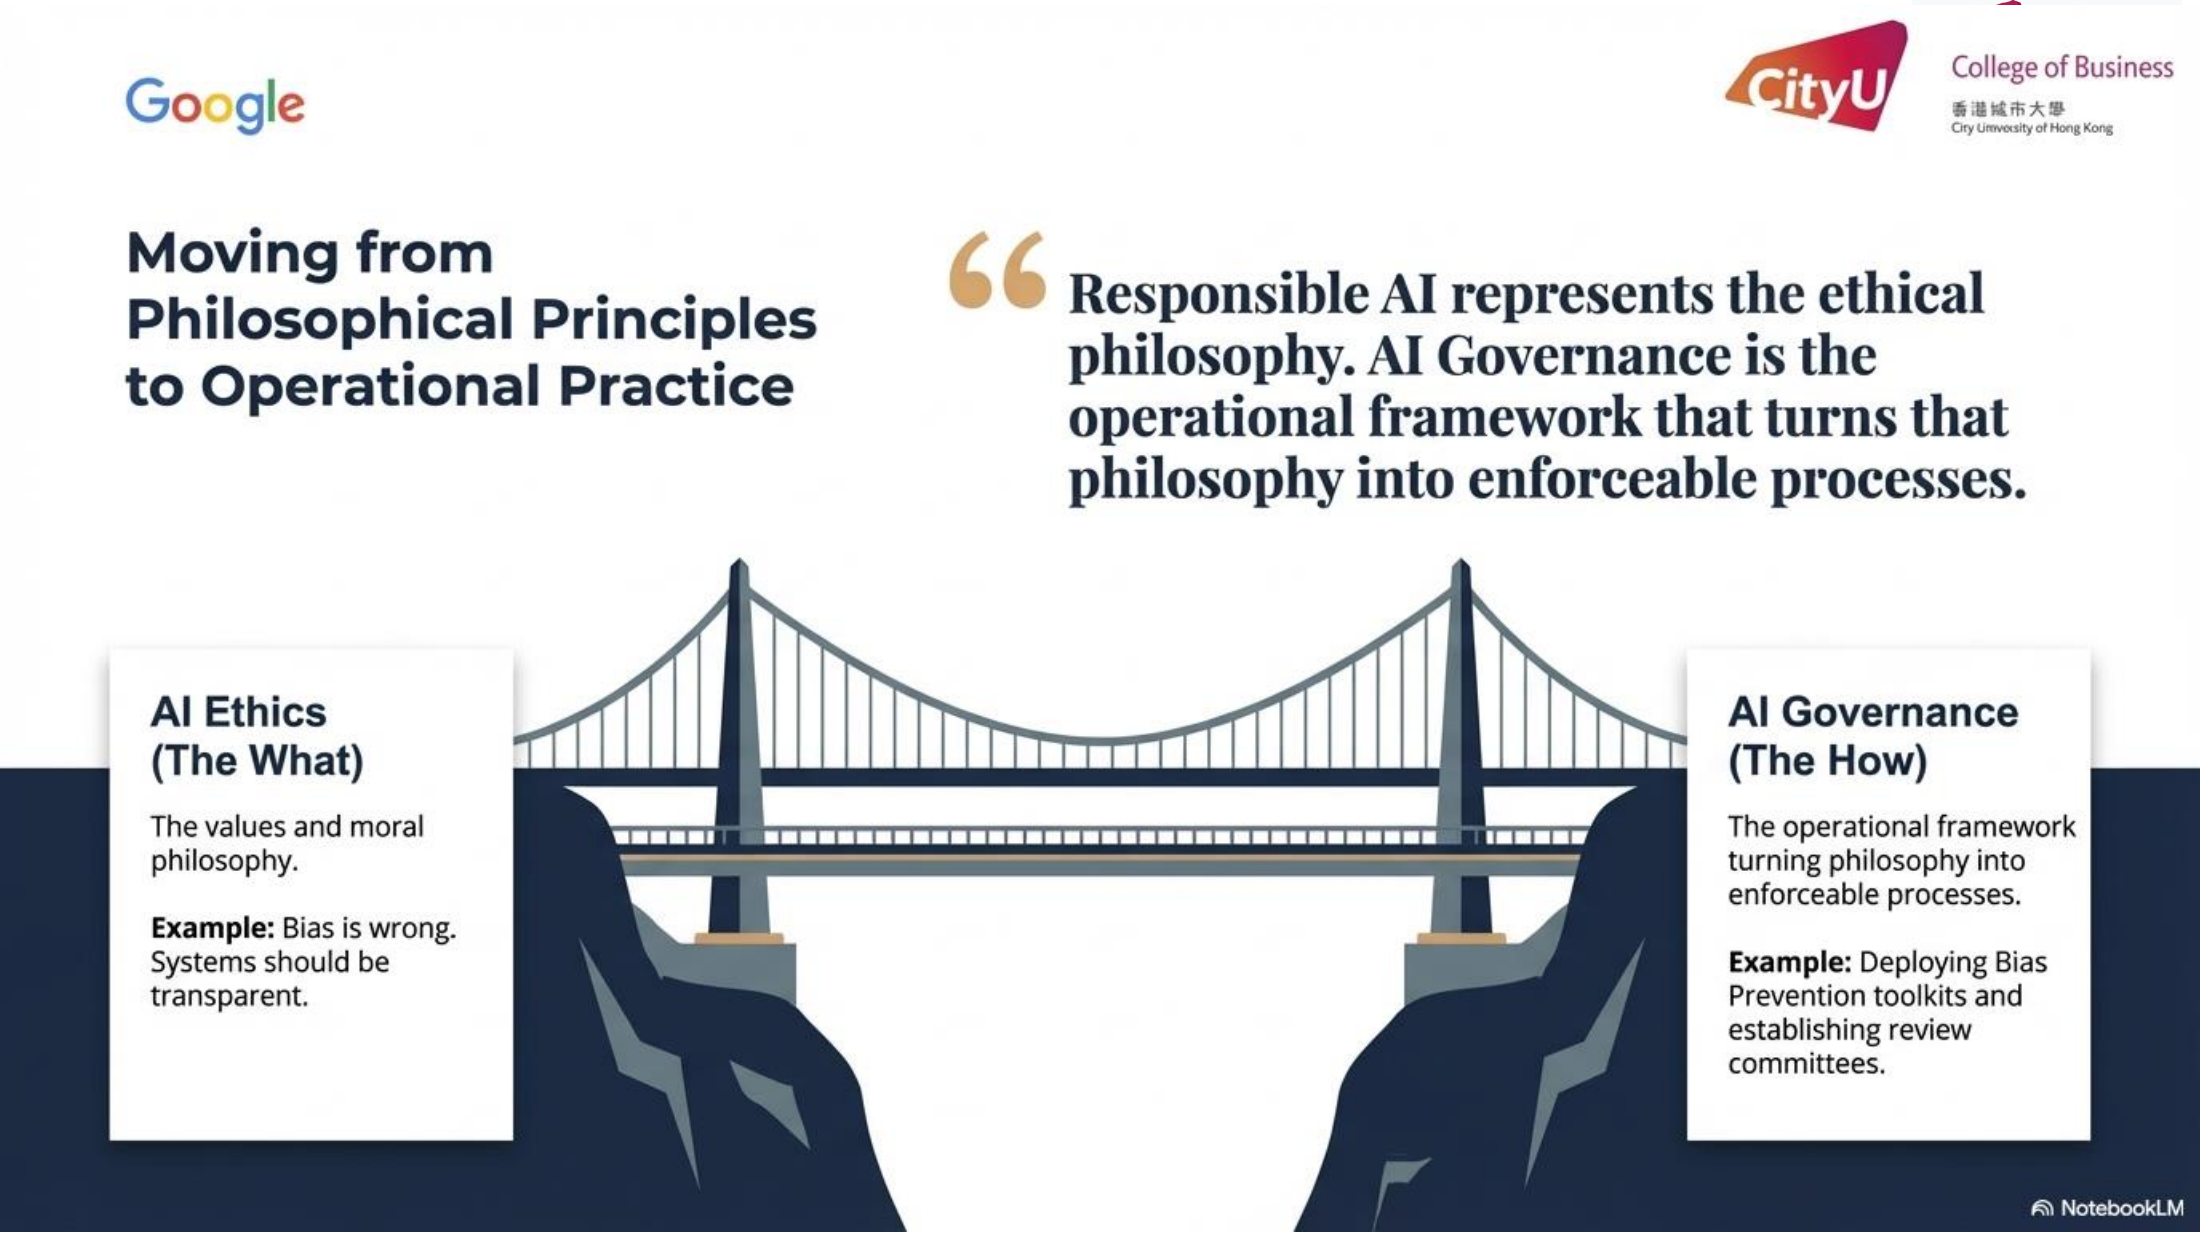 Google
CityU
College of Business
香港城市大學
City Umversity of Hong Kong
Moving from
Philosophical Principles
to Operational Practice
“
Responsible AI represents the ethical
philosophy. AI Governance is the
operational framework that turns that
philosophy into enforceable processes.
AI Ethics
(The What)
The values and moral
philosophy.
Example: Bias is wrong.
Systems should be
transparent.
AI Governance
(The How)
The operational framework
turning philosophy into
enforceable processes.
Example: Deploying Bias
Prevention toolkits and
establishing review
committees.
NotebookLM